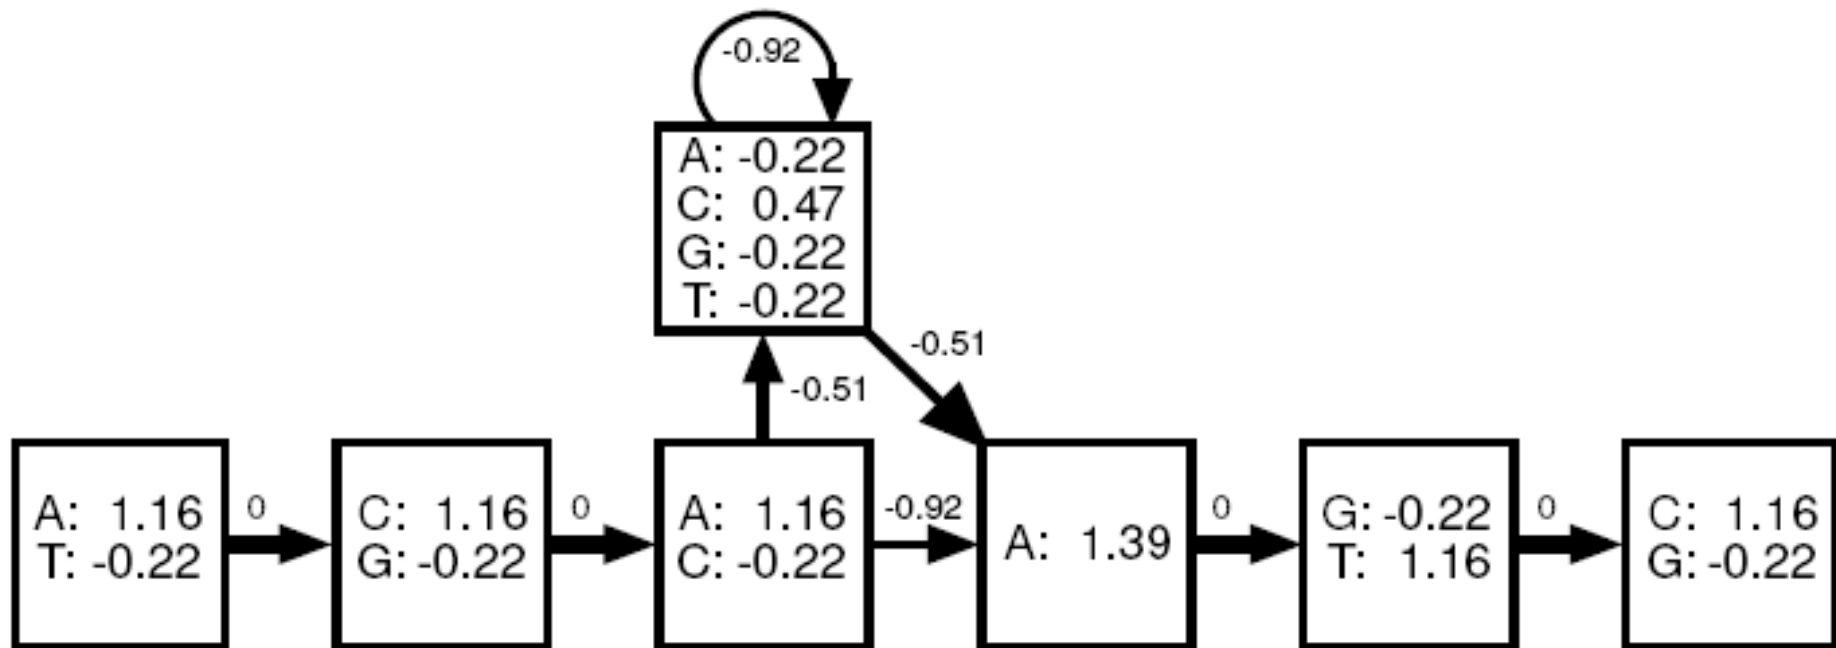 -0.92
A: -0.22
C: 0.47
G: -0.22
T: -0.22
-0.51
-0.51
A: 1.16
T: -0.22
0
C: 1.16
G: -0.22
0
A: 1.16
C: -0.22
-0.92
A: 1.39
0
G: -0.22
T: 1.16
0
C: 1.16
G: -0.22